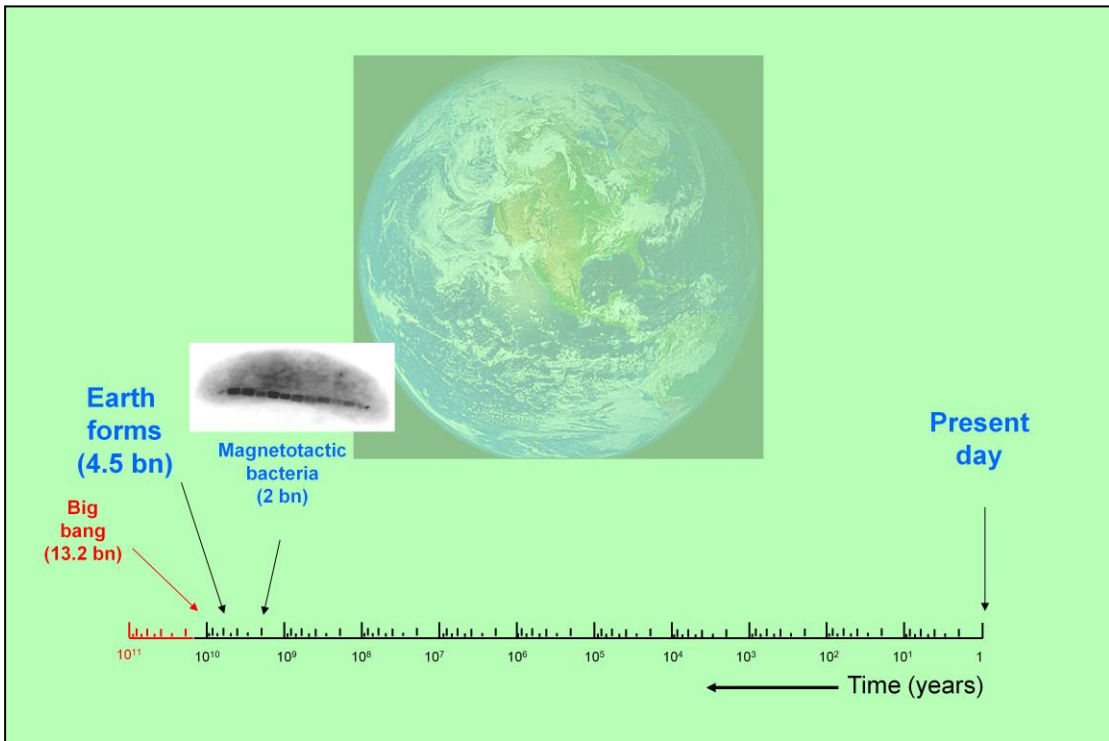 Earth
forms
(4.5 bn)
Magnetotactic
bacteria
(2 bn)
Present
day
Big
bang
(13.2 bn)
10¹¹ 10¹⁰ 10⁹ 10⁸ 10⁷ 10⁶ 10⁵ 10⁴ 10³ 10² 10¹ 1
Time (years)